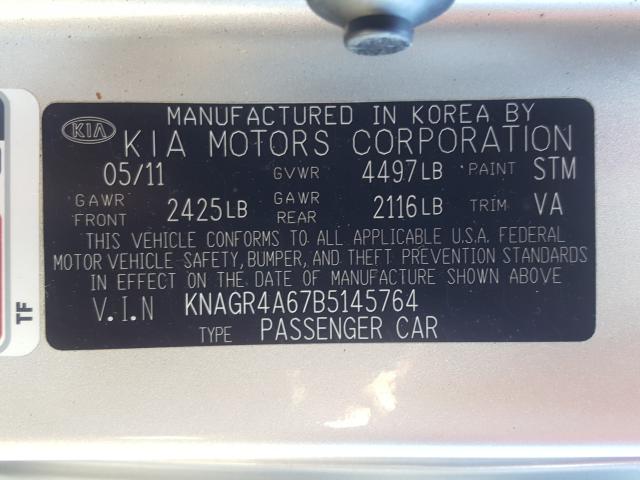 MANUFACTURED IN KOREA BY
KIA KIA MOTORS CORPORATION
05/11 GVWR 4497LB PAINT STM
GAWR FRONT 2425LB GAWR REAR 2116LB TRIM VA
THIS VEHICLE CONFORMS TO ALL APPLICABLE U.S.A. FEDERAL
MOTOR VEHICLE SAFETY, BUMPER, AND THEFT PREVENTION STANDARDS
IN EFFECT ON THE DATE OF MANUFACTURE SHOWN ABOVE
V.I.N KNAGR4A67B5145764
TYPE PASSENGER CAR
TF